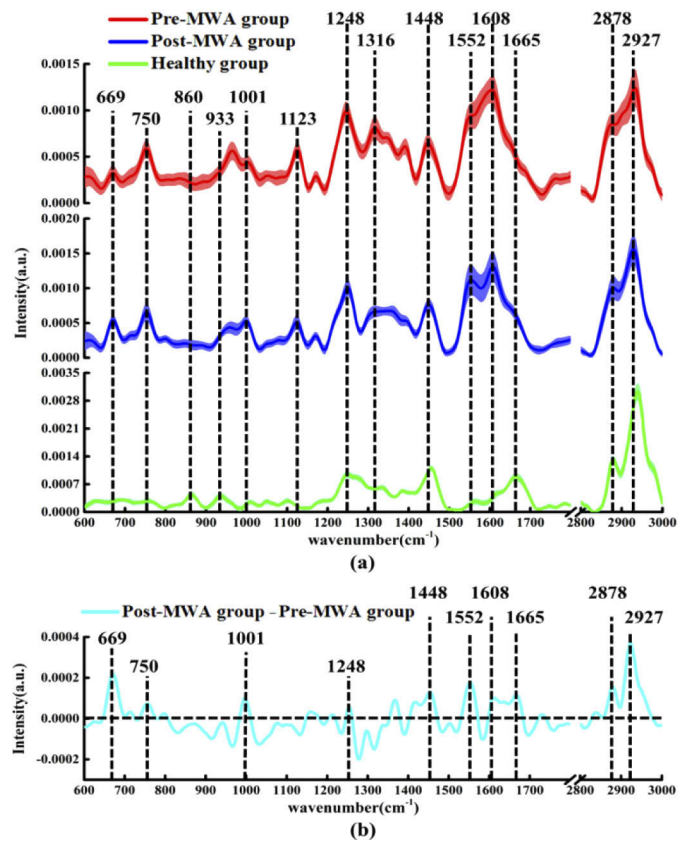 Pre-MWA group
Post-MWA group
Healthy group
1248 1448 1608 2878
1316 1552 1665 2927
669 750 860 933 1001 1123
Intensity(a.u.)
0.0015
0.0010
0.0005
0.0000
0.0020
0.0015
0.0010
0.0005
0.0000
0.0035
0.0028
0.0021
0.0014
0.0007
0.0000
600 700 800 900 1000 1100 1200 1300 1400 1500 1600 1700 2800 2900 3000
wavenumber(cm-1)
(a)
Post-MWA group - Pre-MWA group
1448 1608 2878
669 1001 1552 1665 2927
750 1248
Intensity(a.u.)
0.0004
0.0002
0.0000
-0.0002
600 700 800 900 1000 1100 1200 1300 1400 1500 1600 1700 2800 2900 3000
wavenumber(cm-1)
(b)